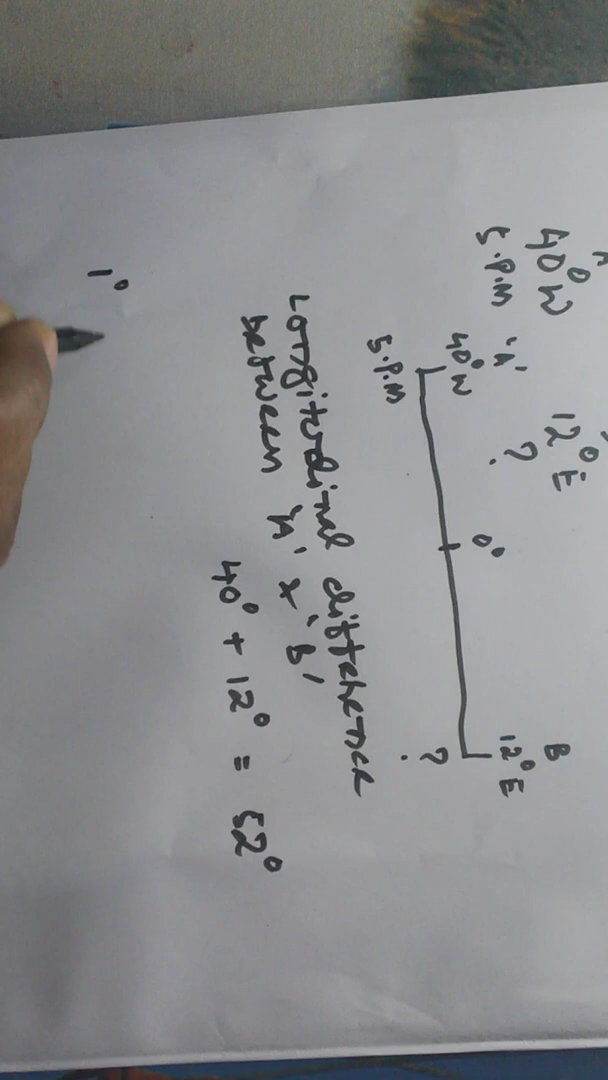 A
40°W 12°E
5.P.M ?
'A' 0° B
40°W 12°E
5.P.M ?
Longitudinal difference
between 'A' & 'B'
40° + 12° = 52°
1°